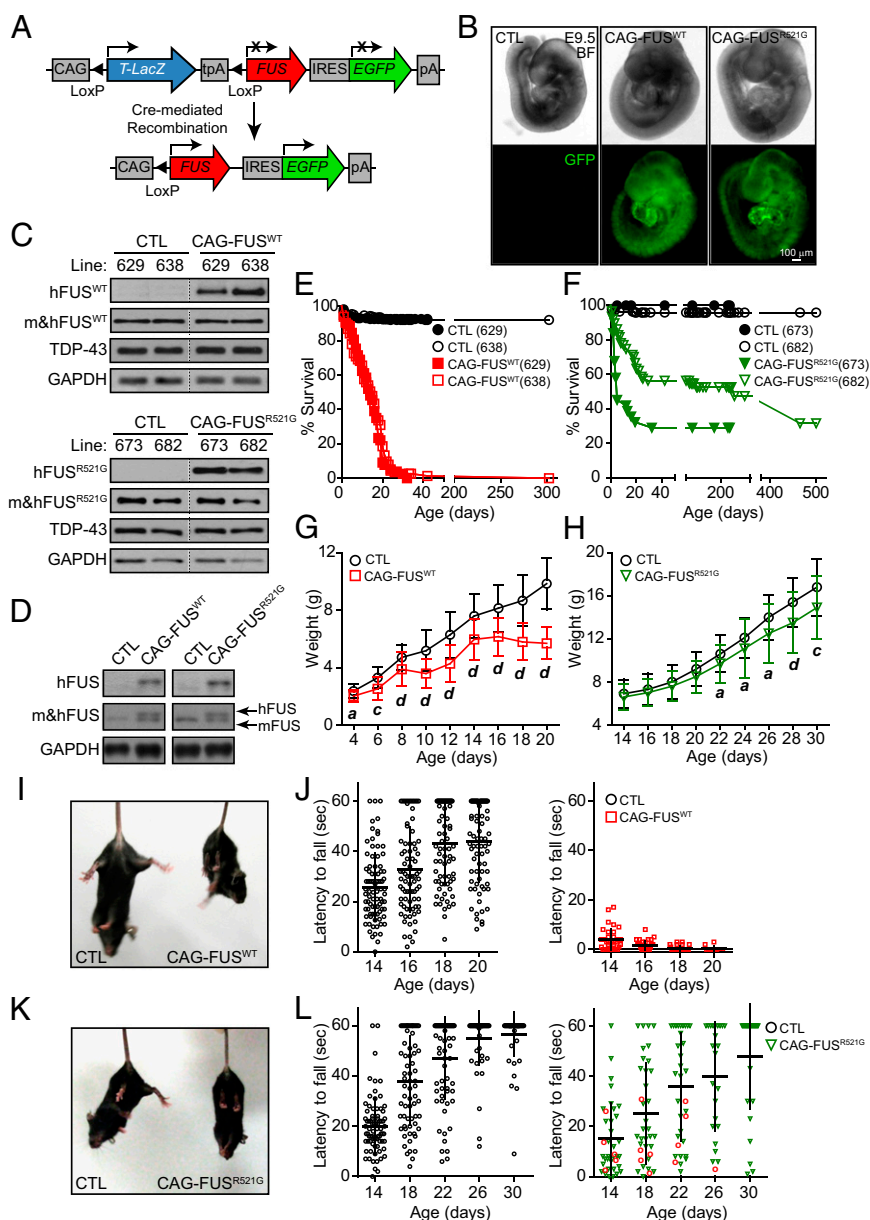 A
CAG
T-LacZ
tpA
FUS
IRES
EGFP
pA
LoxP
LoxP
x
x
Cre-mediated
Recombination
CAG
FUS
IRES
EGFP
pA
LoxP
B
CTL
E9.5
BF
CAG-FUSWT
CAG-FUSR521G
GFP
100 µm
C
CTL
CAG-FUSWT
Line: 629 638 629 638
hFUSWT
m&hFUSWT
TDP-43
GAPDH
CTL
CAG-FUSR521G
Line: 673 682 673 682
hFUSR521G
m&hFUSR521G
TDP-43
GAPDH
D
CTL
CAG-FUSWT
CTL
CAG-FUSR521G
hFUS
m&hFUS
hFUS
mFUS
GAPDH
E
% Survival
100
80
60
40
20
0
CTL (629)
CTL (638)
CAG-FUSWT(629)
CAG-FUSWT(638)
0 20 40 200 250 300
Age (days)
F
% Survival
100
80
60
40
20
0
CTL (673)
CTL (682)
CAG-FUSR521G(673)
CAG-FUSR521G(682)
0 20 40 200 400 500
Age (days)
G
Weight (g)
12
8
4
0
CTL
CAG-FUSWT
a c d d d d d d d
4 6 8 10 12 14 16 18 20
Age (days)
H
Weight (g)
20
16
12
8
4
CTL
CAG-FUSR521G
a a a d c
14 16 18 20 22 24 26 28 30
Age (days)
I
CTL
CAG-FUSWT
J
Latency to fall (sec)
60
40
20
0
14 16 18 20
Age (days)
Latency to fall (sec)
60
40
20
0
CTL
CAG-FUSWT
14 16 18 20
Age (days)
K
CTL
CAG-FUSR521G
L
Latency to fall (sec)
60
40
20
0
14 18 22 26 30
Age (days)
Latency to fall (sec)
60
40
20
0
CTL
CAG-FUSR521G
14 18 22 26 30
Age (days)